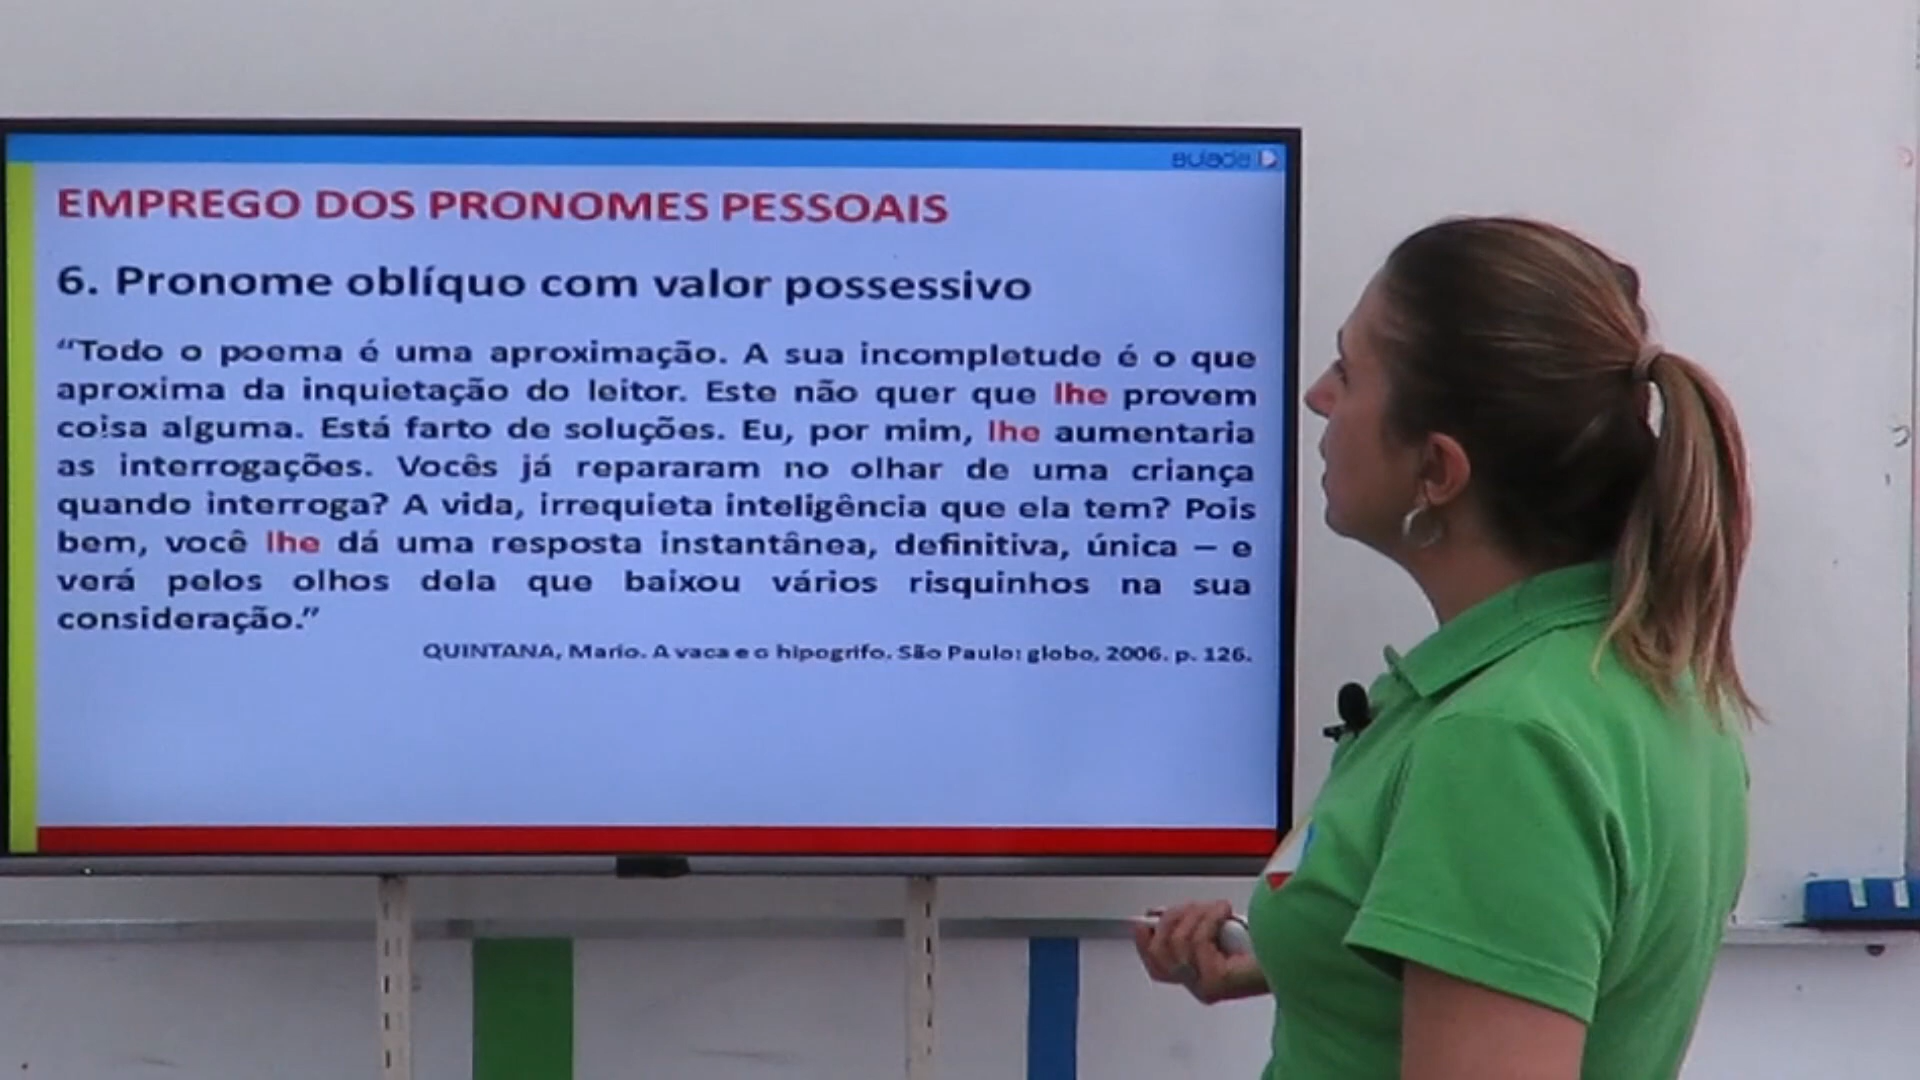 aulade
EMPREGO DOS PRONOMES PESSOAIS
6. Pronome oblíquo com valor possessivo
“Todo o poema é uma aproximação. A sua incompletude é o que
aproxima da inquietação do leitor. Este não quer que lhe provem
coisa alguma. Está farto de soluções. Eu, por mim, lhe aumentaria
as interrogações. Vocês já repararam no olhar de uma criança
quando interroga? A vida, irrequieta inteligência que ela tem? Pois
bem, você lhe dá uma resposta instantânea, definitiva, única – e
verá pelos olhos dela que baixou vários risquinhos na sua
consideração.”
QUINTANA, Mario. A vaca e o hipogrifo. São Paulo: globo, 2006. p. 126.